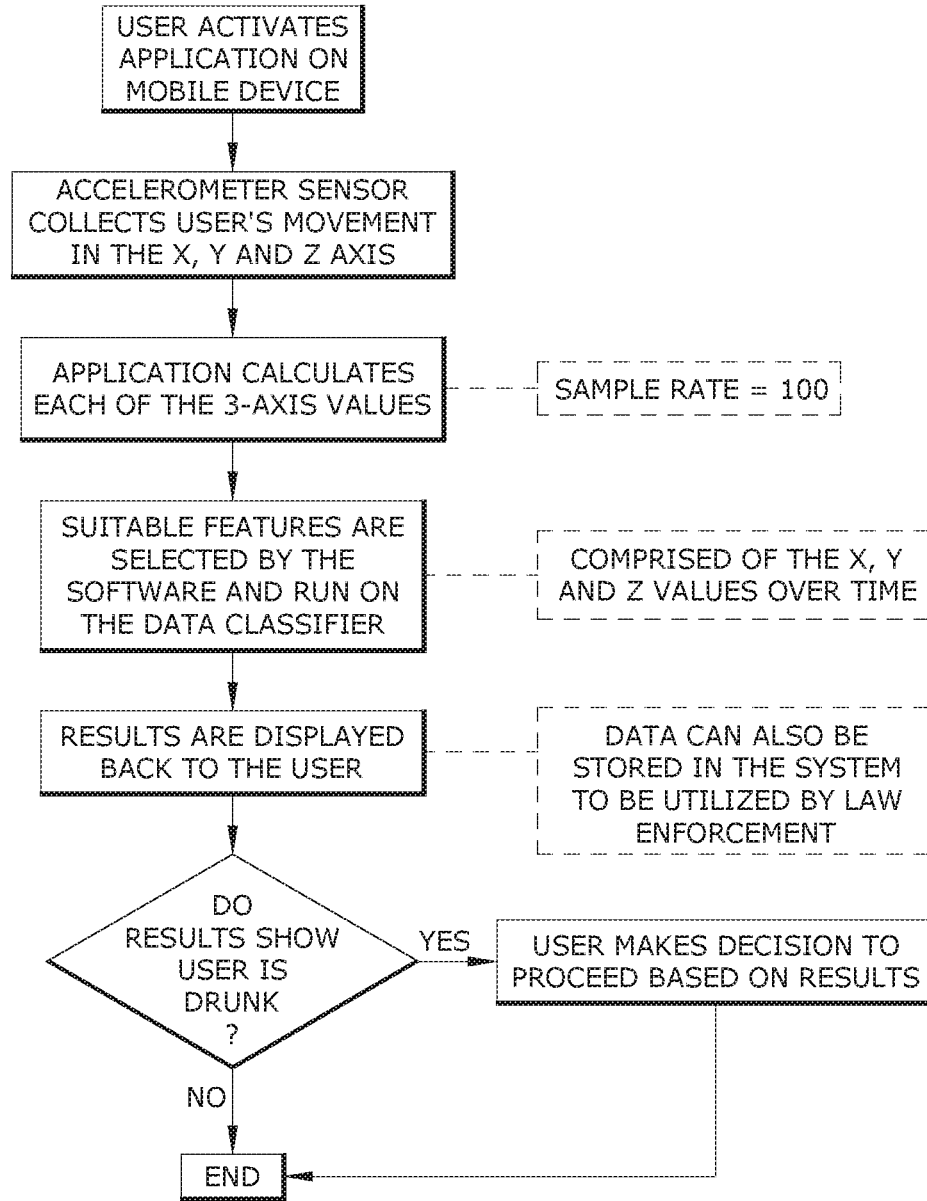 USER ACTIVATES
APPLICATION ON
MOBILE DEVICE
ACCELEROMETER SENSOR
COLLECTS USER'S MOVEMENT
IN THE X, Y AND Z AXIS
APPLICATION CALCULATES
EACH OF THE 3-AXIS VALUES
SAMPLE RATE = 100
SUITABLE FEATURES ARE
SELECTED BY THE
SOFTWARE AND RUN ON
THE DATA CLASSIFIER
COMPRISED OF THE X, Y
AND Z VALUES OVER TIME
RESULTS ARE DISPLAYED
BACK TO THE USER
DATA CAN ALSO BE
STORED IN THE SYSTEM
TO BE UTILIZED BY LAW
ENFORCEMENT
DO
RESULTS SHOW
USER IS
DRUNK
?
YES
USER MAKES DECISION TO
PROCEED BASED ON RESULTS
NO
END